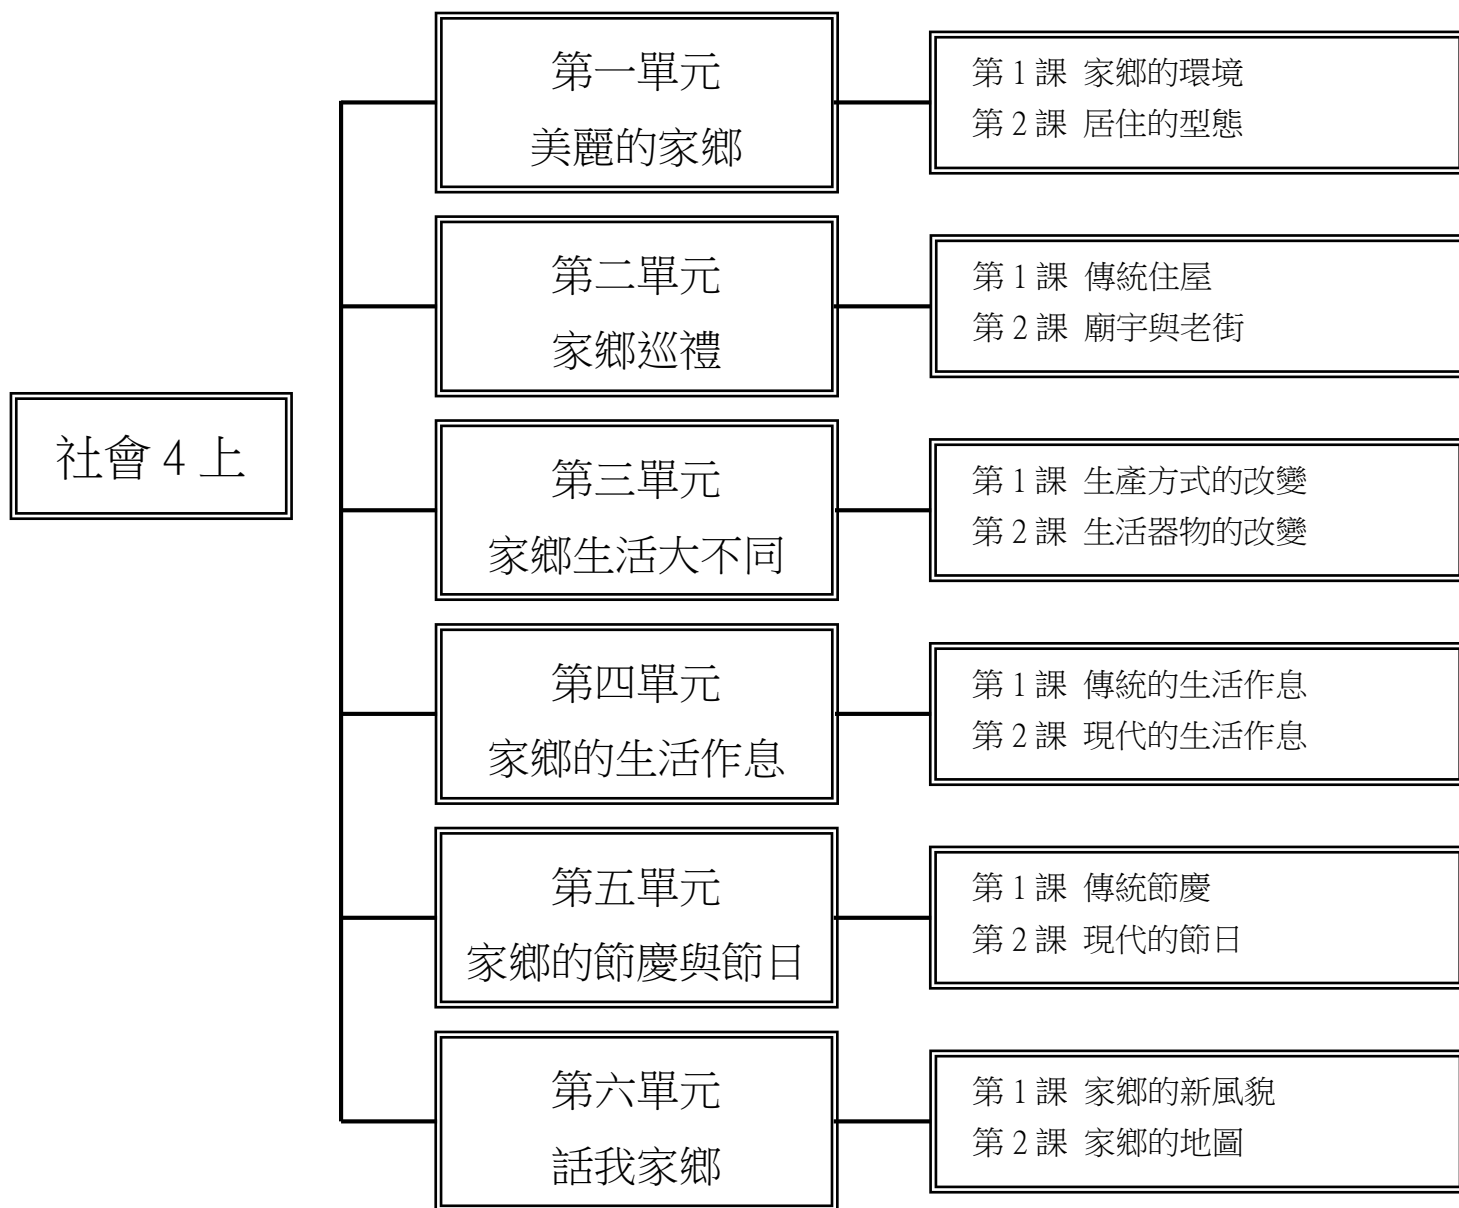 社會 4 上
第一單元
美麗的家鄉
第 1 課 家鄉的環境
第 2 課 居住的型態
第二單元
家鄉巡禮
第 1 課 傳統住屋
第 2 課 廟宇與老街
第三單元
家鄉生活大不同
第 1 課 生產方式的改變
第 2 課 生活器物的改變
第四單元
家鄉的生活作息
第 1 課 傳統的生活作息
第 2 課 現代的生活作息
第五單元
家鄉的節慶與節日
第 1 課 傳統節慶
第 2 課 現代的節日
第六單元
話我家鄉
第 1 課 家鄉的新風貌
第 2 課 家鄉的地圖